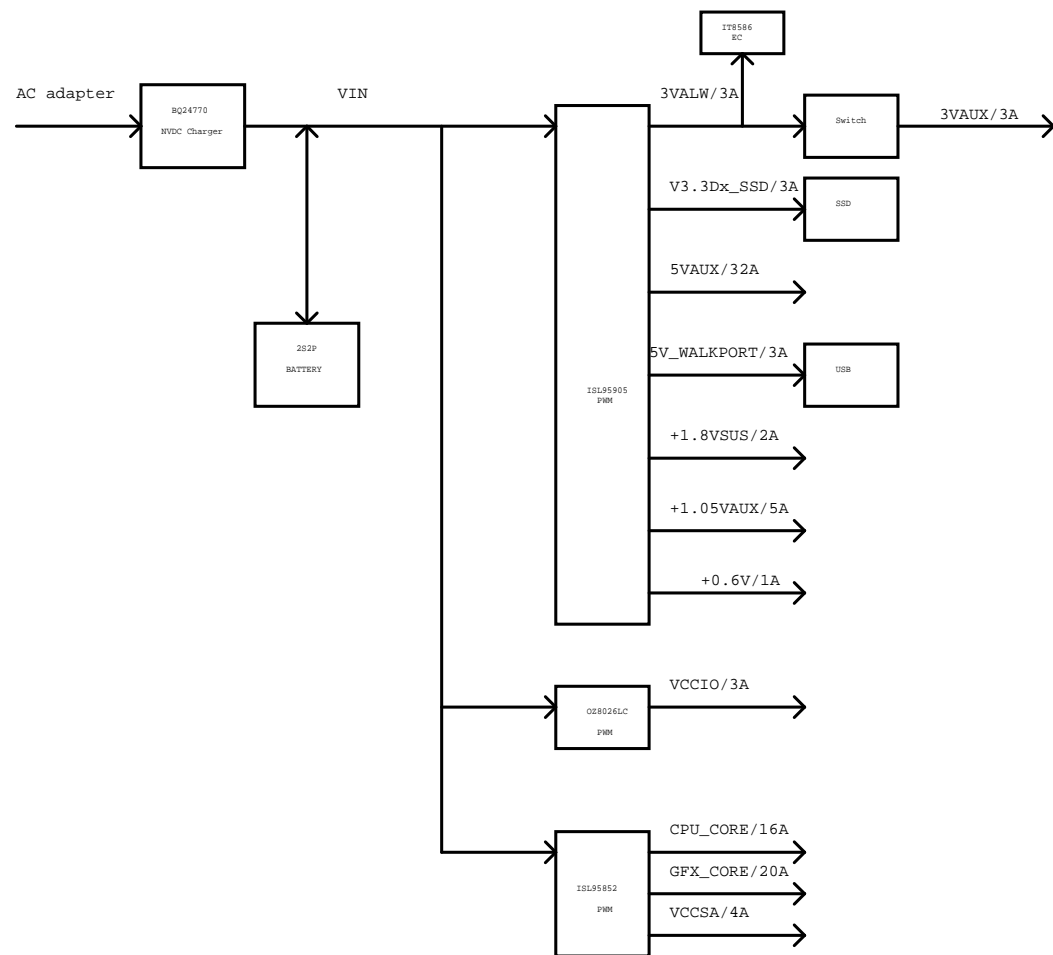 IT8586
EC
AC adapter
BQ24770
NVDC Charger
VIN
3VALW/3A
Switch
3VAUX/3A
V3.3Dx_SSD/3A
SSD
5VAUX/32A
2S2P
BATTERY
5V_WALKPORT/3A
USB
ISL95905
PWM
+1.8VSUS/2A
+1.05VAUX/5A
+0.6V/1A
VCCIO/3A
OZ8026LC
PWM
CPU_CORE/16A
GFX_CORE/20A
ISL95852
PWM
VCCSA/4A